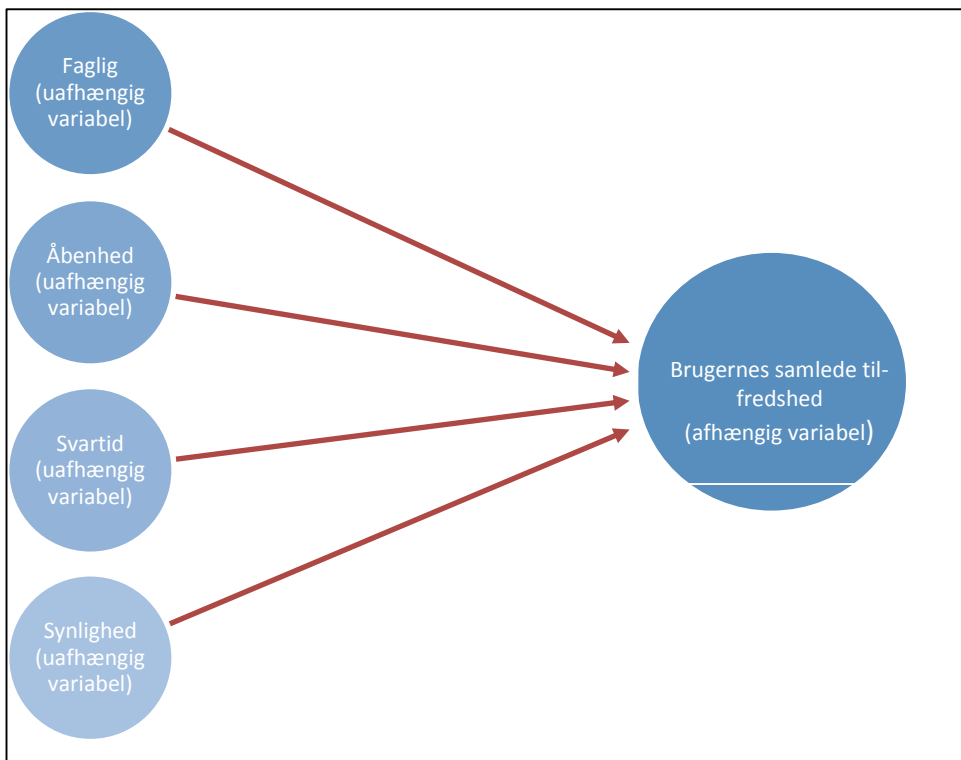 Faglig
(uafhængig
variabel)
Åbenhed
(uafhængig
variabel)
Svartid
(uafhængig
variabel)
Synlighed
(uafhængig
variabel)
Brugernes samlede til-
fredshed
(afhængig variabel)